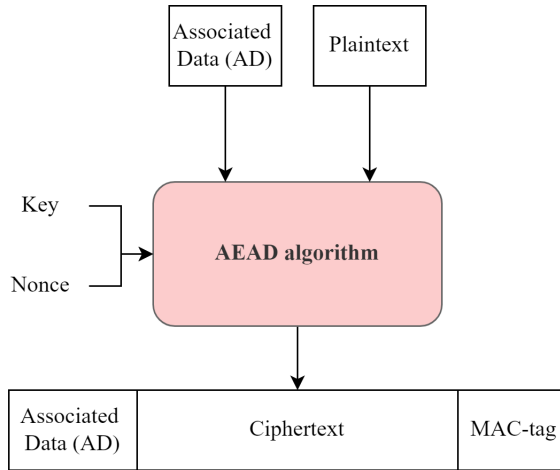 Associated
Data (AD)
Plaintext
Key
AEAD algorithm
Nonce
Associated
Data (AD)
Ciphertext
MAC-tag